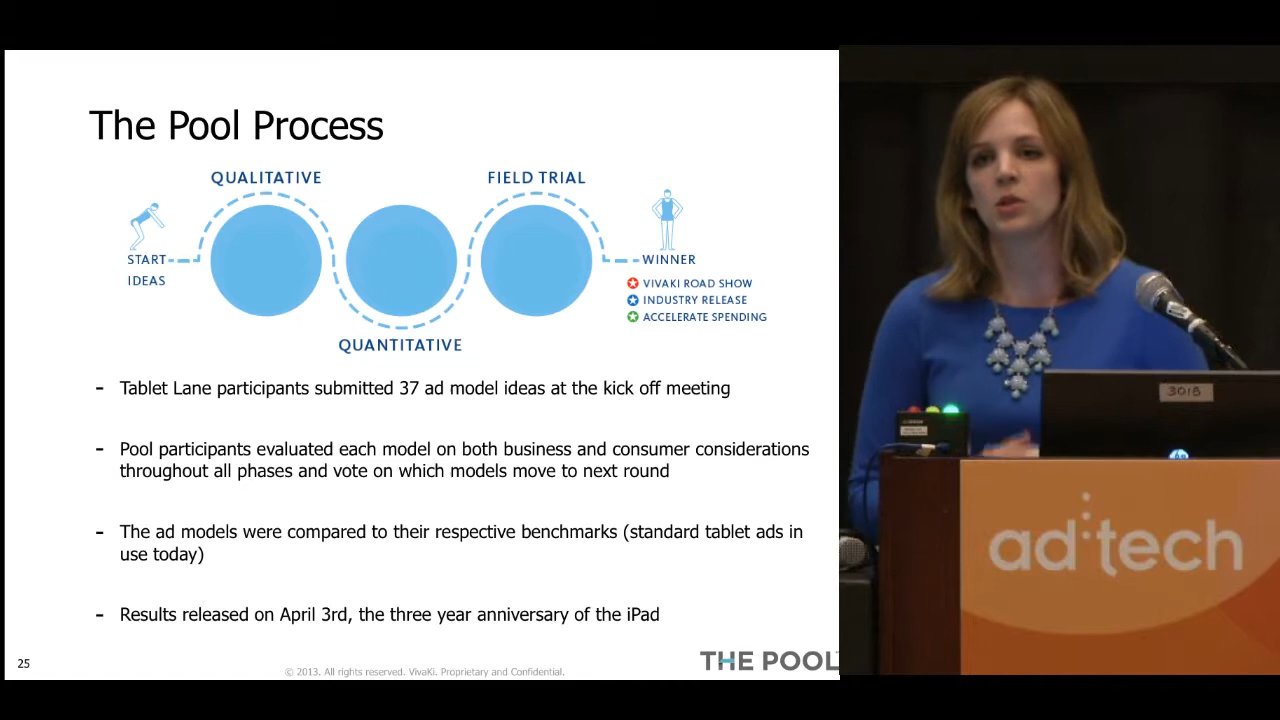 The Pool Process
QUALITATIVE
FIELD TRIAL
START
IDEAS
WINNER
VIVAKI ROAD SHOW
INDUSTRY RELEASE
ACCELERATE SPENDING
QUANTITATIVE
- Tablet Lane participants submitted 37 ad model ideas at the kick off meeting
- Pool participants evaluated each model on both business and consumer considerations
throughout all phases and vote on which models move to next round
- The ad models were compared to their respective benchmarks (standard tablet ads in
use today)
- Results released on April 3rd, the three year anniversary of the iPad
25
© 2013. All rights reserved. VivaKi. Proprietary and Confidential.
THE POOL
301B
ad:tech